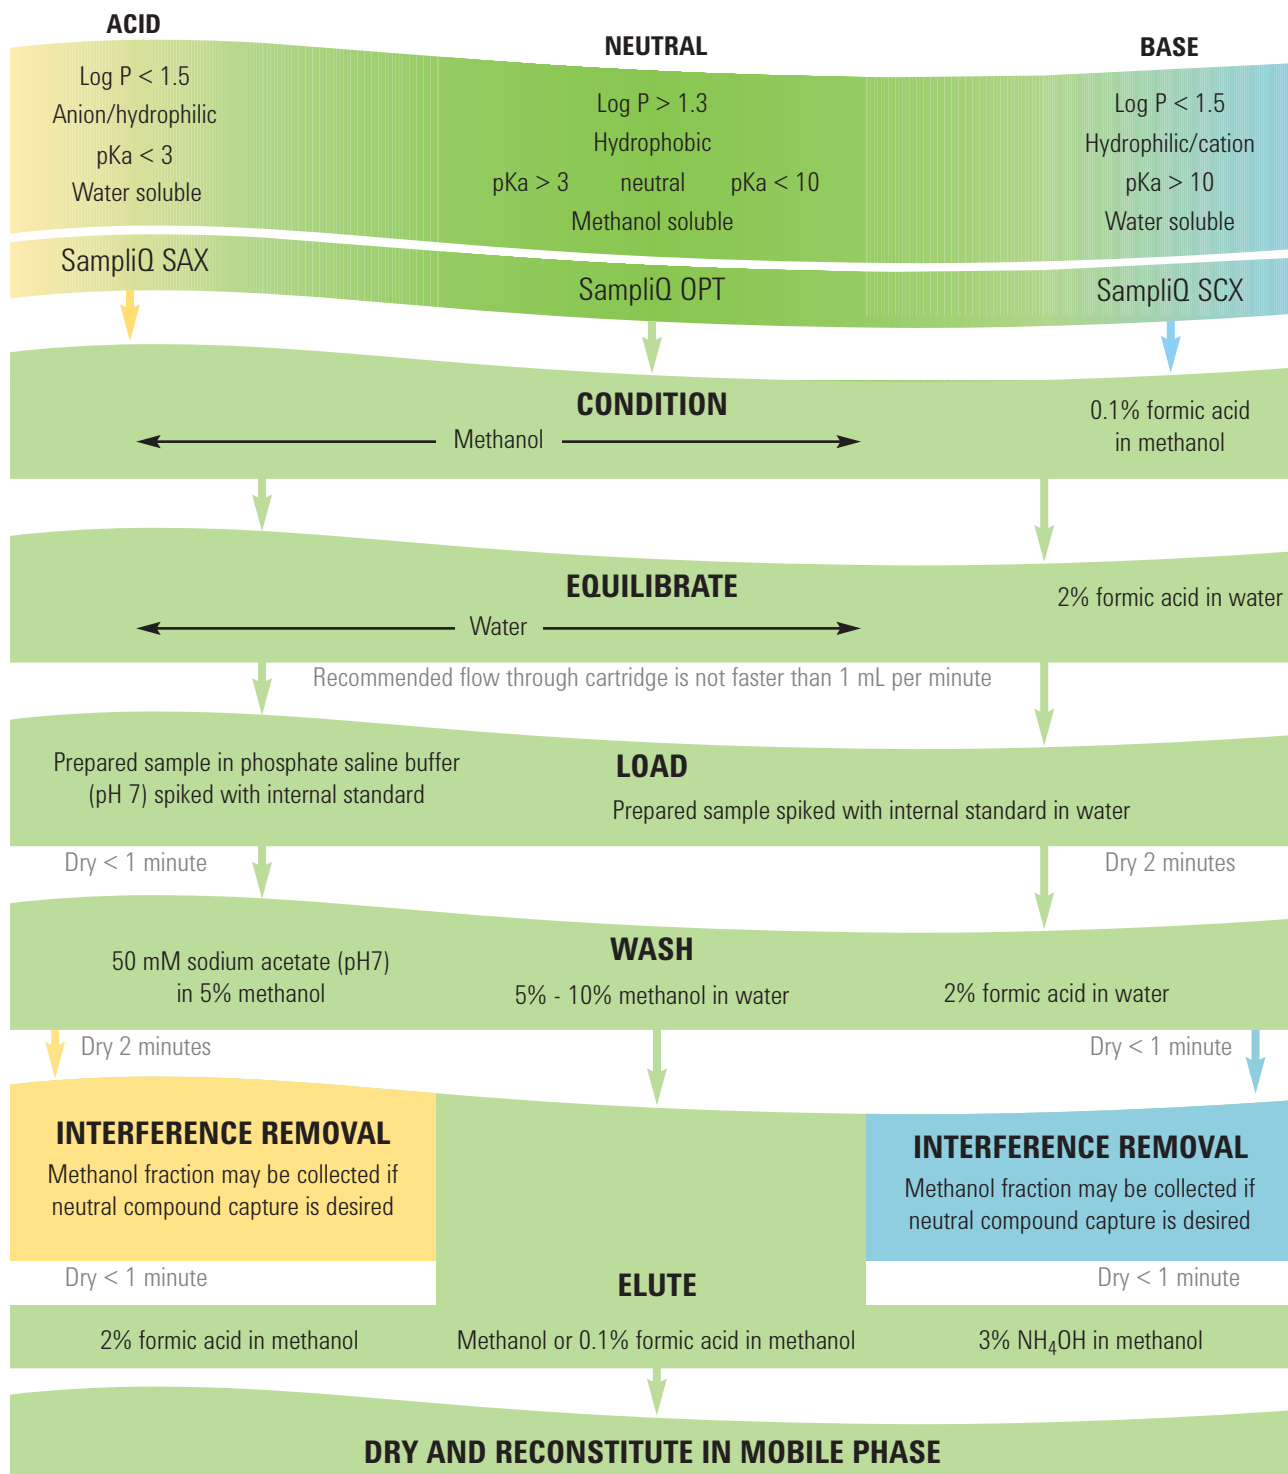 ACID
NEUTRAL
BASE
Log P < 1.5
Anion/hydrophilic
pKa < 3
Water soluble
Log P > 1.3
Hydrophobic
pKa > 3 neutral pKa < 10
Methanol soluble
Log P < 1.5
Hydrophilic/cation
pKa > 10
Water soluble
SampliQ SAX
SampliQ OPT
SampliQ SCX
CONDITION
Methanol
0.1% formic acid
in methanol
EQUILIBRATE
Water
2% formic acid in water
Recommended flow through cartridge is not faster than 1 mL per minute
Prepared sample in phosphate saline buffer
(pH 7) spiked with internal standard
LOAD
Prepared sample spiked with internal standard in water
Dry < 1 minute
Dry 2 minutes
WASH
50 mM sodium acetate (pH7)
in 5% methanol
5% - 10% methanol in water
2% formic acid in water
Dry 2 minutes
Dry < 1 minute
INTERFERENCE REMOVAL
Methanol fraction may be collected if
neutral compound capture is desired
INTERFERENCE REMOVAL
Methanol fraction may be collected if
neutral compound capture is desired
Dry < 1 minute
Dry < 1 minute
ELUTE
2% formic acid in methanol
Methanol or 0.1% formic acid in methanol
3% NH₄OH in methanol
DRY AND RECONSTITUTE IN MOBILE PHASE